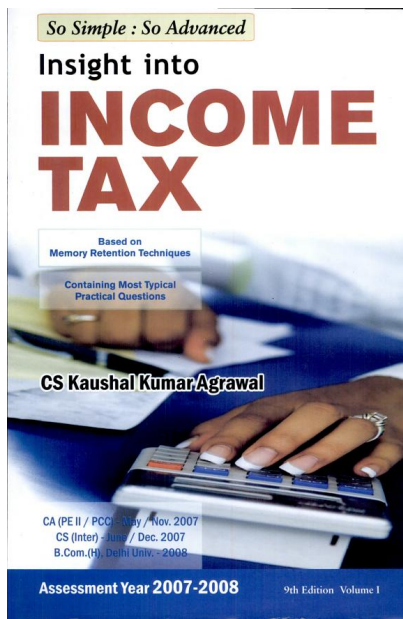 So Simple : So Advanced
Insight into
INCOME
TAX
Based on
Memory Retention Techniques
Containing Most Typical
Practical Questions
CS Kaushal Kumar Agrawal
CA (PE II / PCC) - May / Nov. 2007
CS (Inter) - June / Dec. 2007
B.Com.(H), Delhi Univ. - 2008
Assessment Year 2007-2008
9th Edition Volume I